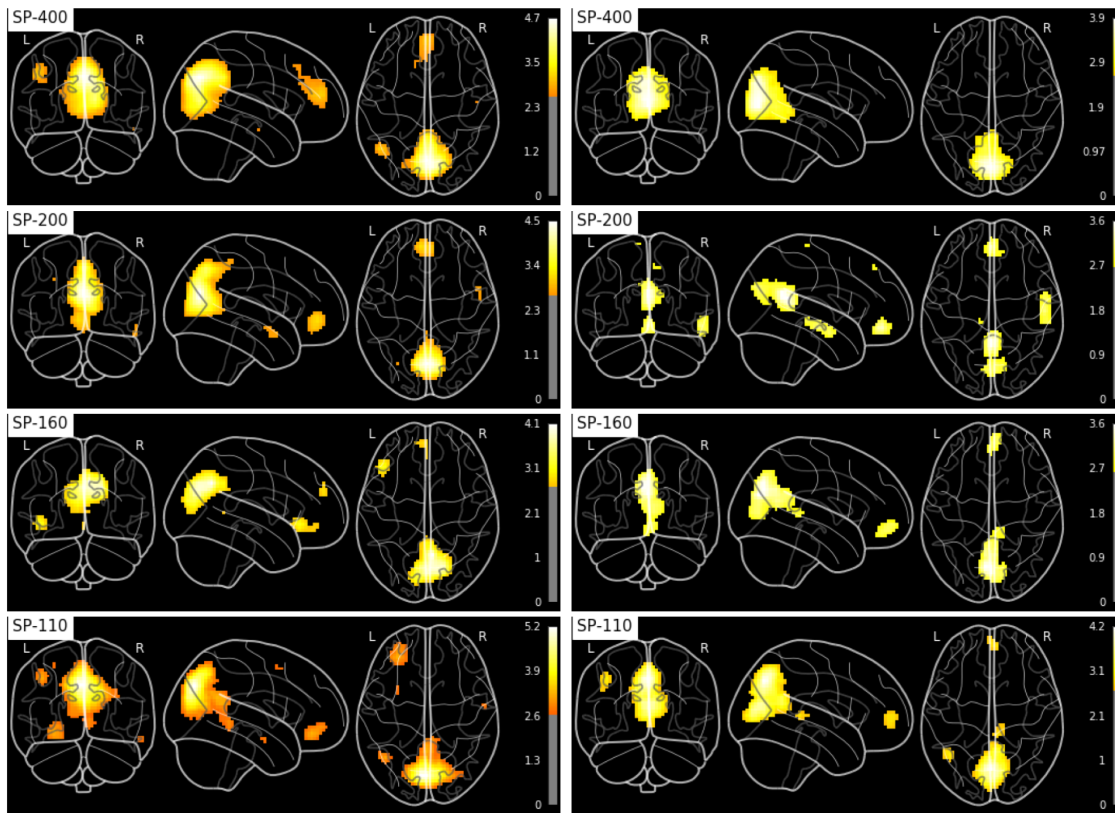 SP-400
L R
L R
4.7
3.5
2.3
1.2
0
SP-400
L R
L R
3.9
2.9
1.9
0.97
0
SP-200
L R
L R
4.5
3.4
2.3
1.1
0
SP-200
L R
L R
3.6
2.7
1.8
0.9
0
SP-160
L R
L R
4.1
3.1
2.1
1
0
SP-160
L R
L R
3.6
2.7
1.8
0.9
0
SP-110
L R
L R
5.2
3.9
2.6
1.3
0
SP-110
L R
L R
4.2
3.1
2.1
1
0